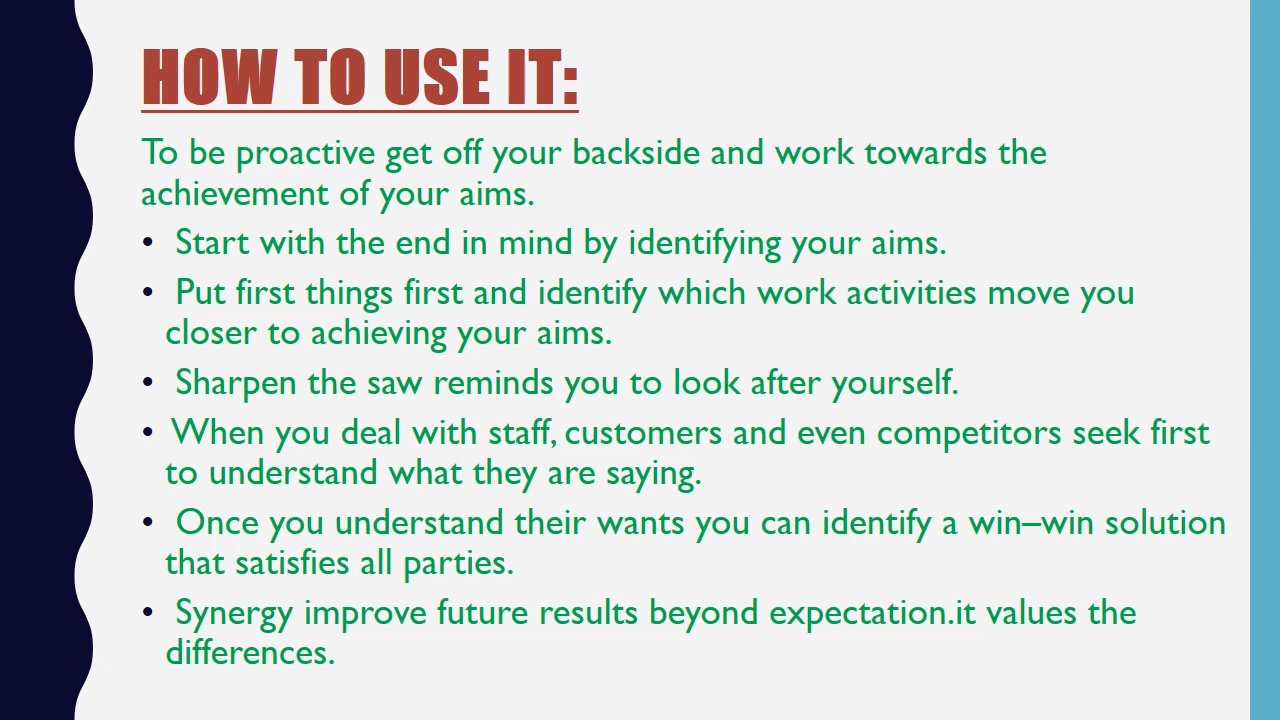 HOW TO USE IT:
To be proactive get off your backside and work towards the
achievement of your aims.
• Start with the end in mind by identifying your aims.
• Put first things first and identify which work activities move you
closer to achieving your aims.
• Sharpen the saw reminds you to look after yourself.
• When you deal with staff, customers and even competitors seek first
to understand what they are saying.
• Once you understand their wants you can identify a win–win solution
that satisfies all parties.
• Synergy improve future results beyond expectation.it values the
differences.